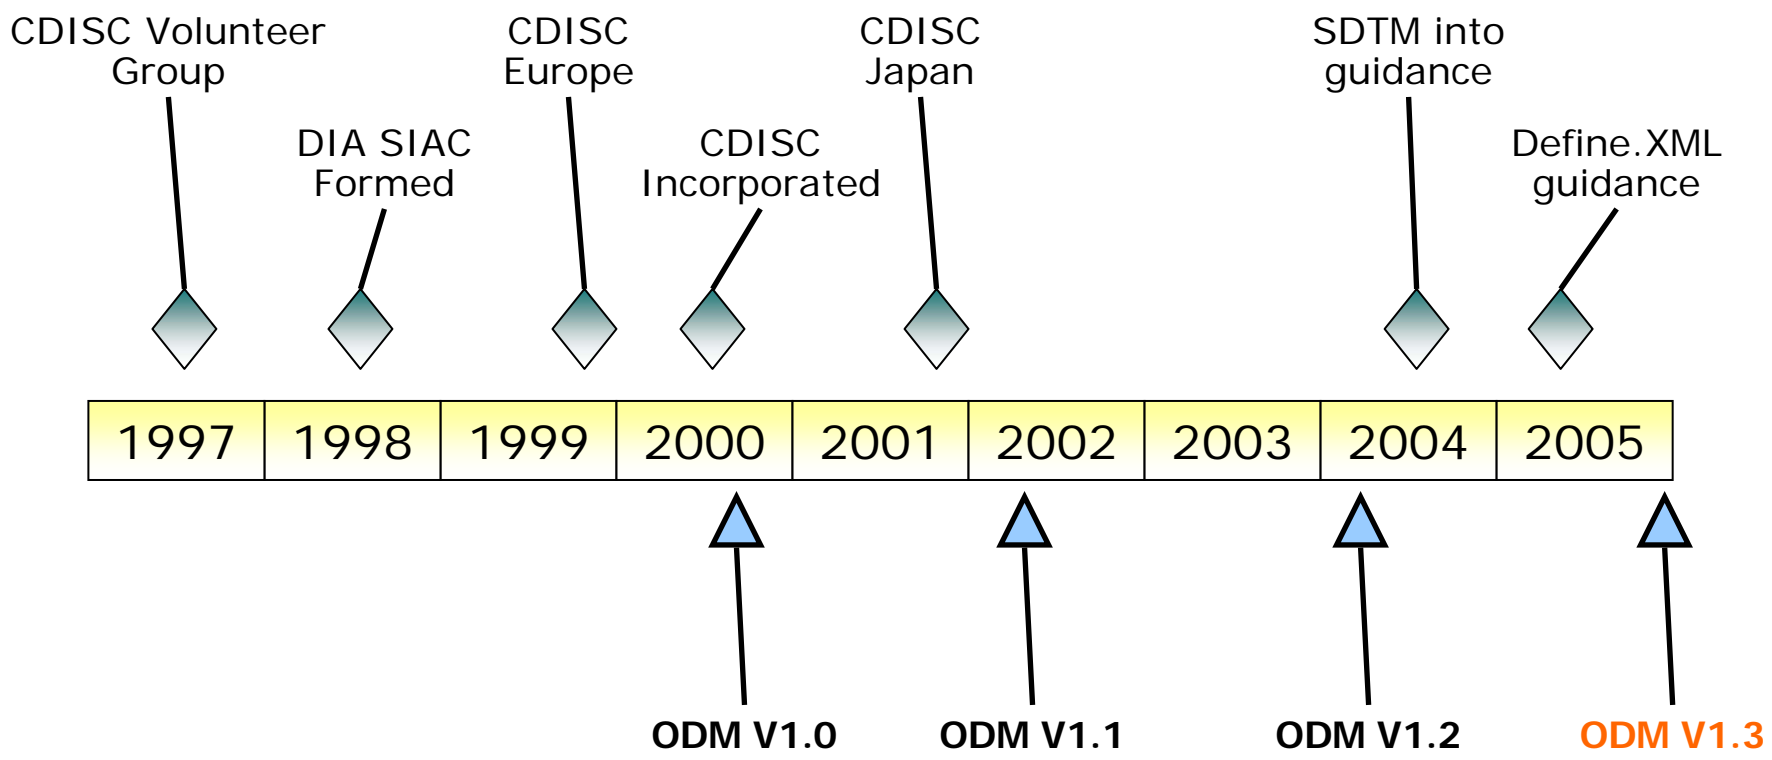 CDISC Volunteer
Group
CDISC
Europe
CDISC
Japan
SDTM into
guidance
DIA SIAC
Formed
CDISC
Incorporated
Define.XML
guidance
1997 1998 1999 2000 2001 2002 2003 2004 2005
ODM V1.0 ODM V1.1 ODM V1.2 ODM V1.3